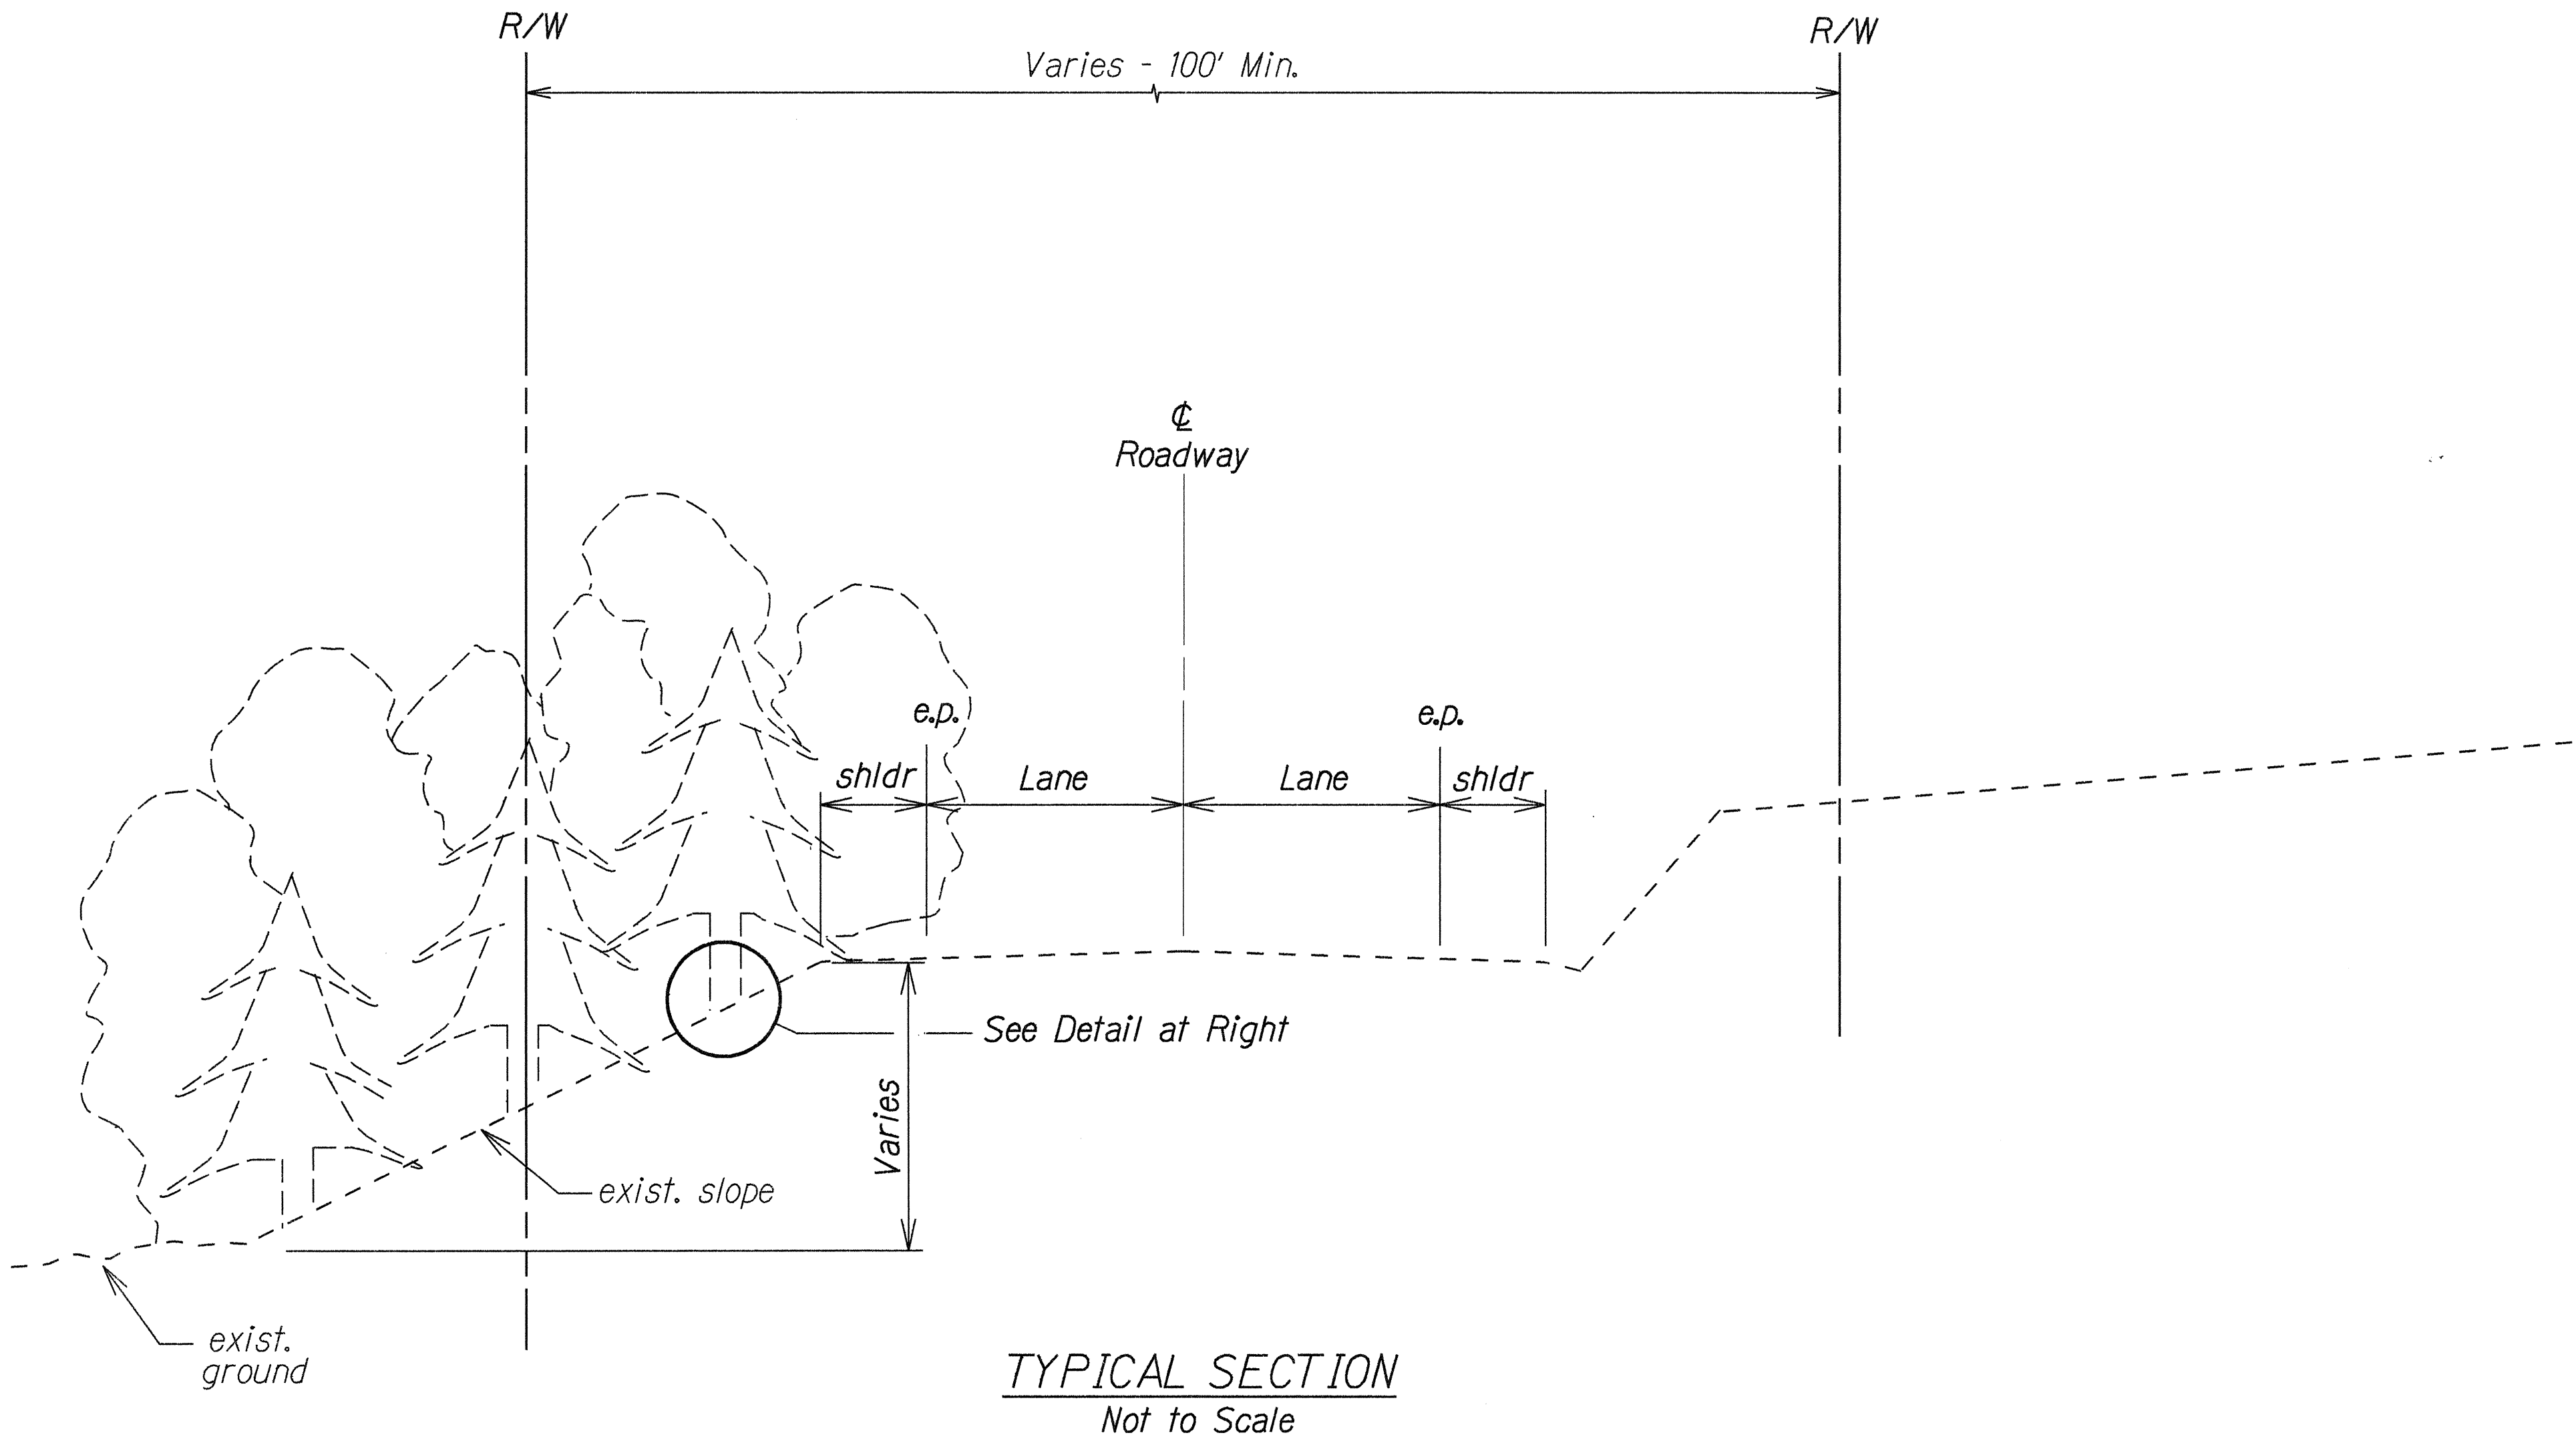 R/W
R/W
Varies - 100' Min.
℄
Roadway
e.p.
e.p.
shldr
Lane
Lane
shldr
See Detail at Right
Varies
exist. slope
exist.
ground
TYPICAL SECTION
Not to Scale